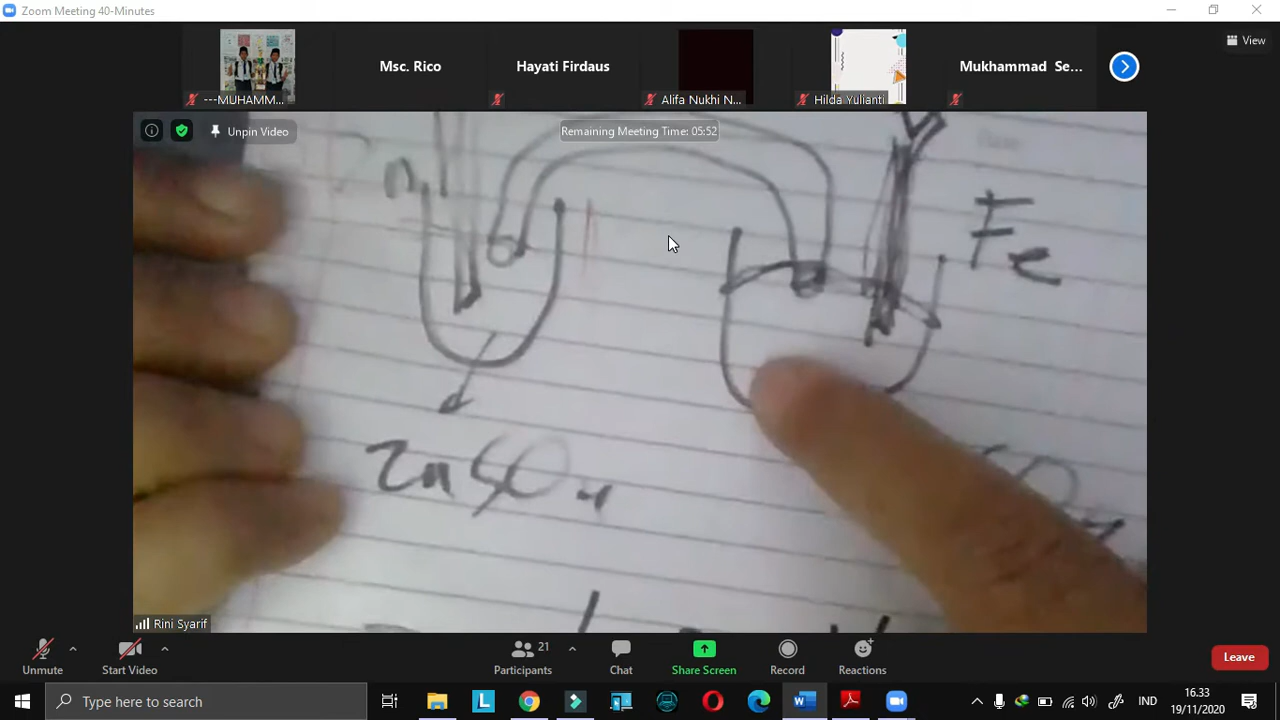 Zoom Meeting 40-Minutes
View
Msc. Rico
Hayati Firdaus
Mukhammad Se...
---MUHAMM...
Alifa Nukhi N...
Hilda Yulianti
Unpin Video
Remaining Meeting Time: 05:52
n
Fe
ZnSO4
SO4
Rini Syarif
21
Unmute
Start Video
Participants
Chat
Share Screen
Record
Reactions
Leave
Type here to search
L
W
IND
16.33
19/11/2020